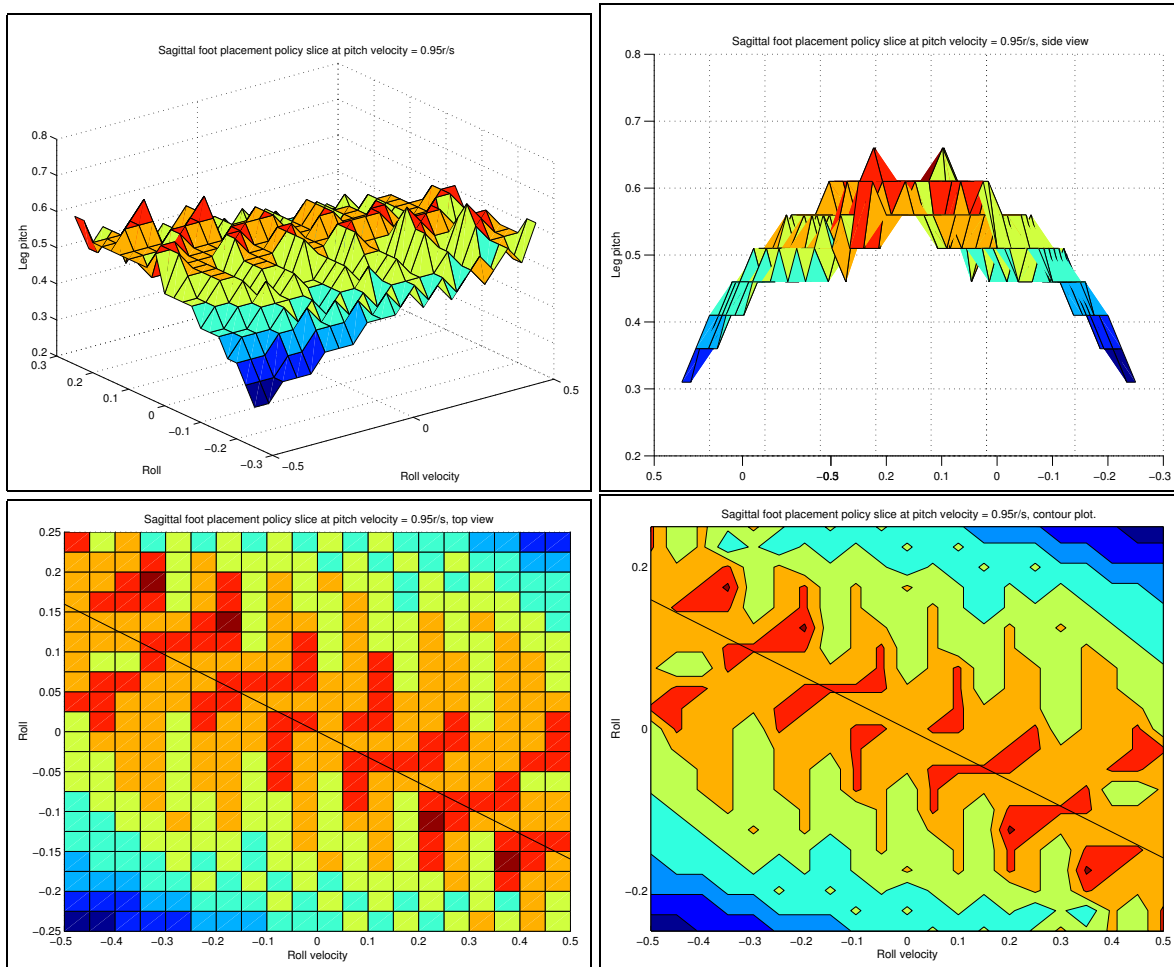 Sagittal foot placement policy slice at pitch velocity = 0.95r/s
0.8
0.7
0.6
0.5
0.4
0.3
0.2
Leg pitch
0.3
0.2
0.1
0
−0.1
−0.2
−0.3
Roll
−0.5
0
0.5
Roll velocity
Sagittal foot placement policy slice at pitch velocity = 0.95r/s, side view
0.8
0.7
0.6
0.5
0.4
0.3
0.2
Leg pitch
0.5 0 0.2 0.1 0 −0.1 −0.2 −0.3
Sagittal foot placement policy slice at pitch velocity = 0.95r/s, top view
0.25
0.20
0.15
0.10
0.05
0
−0.05
−0.1
−0.15
−0.2
−0.25
Roll
−0.5 −0.4 −0.3 −0.2 −0.1 0 0.1 0.2 0.3 0.4 0.5
Roll velocity
Sagittal foot placement policy slice at pitch velocity = 0.95r/s, contour plot.
0.2
0
−0.2
Roll
−0.5 −0.4 −0.3 −0.2 −0.1 0 0.1 0.2 0.3 0.4 0.5
Roll velocity